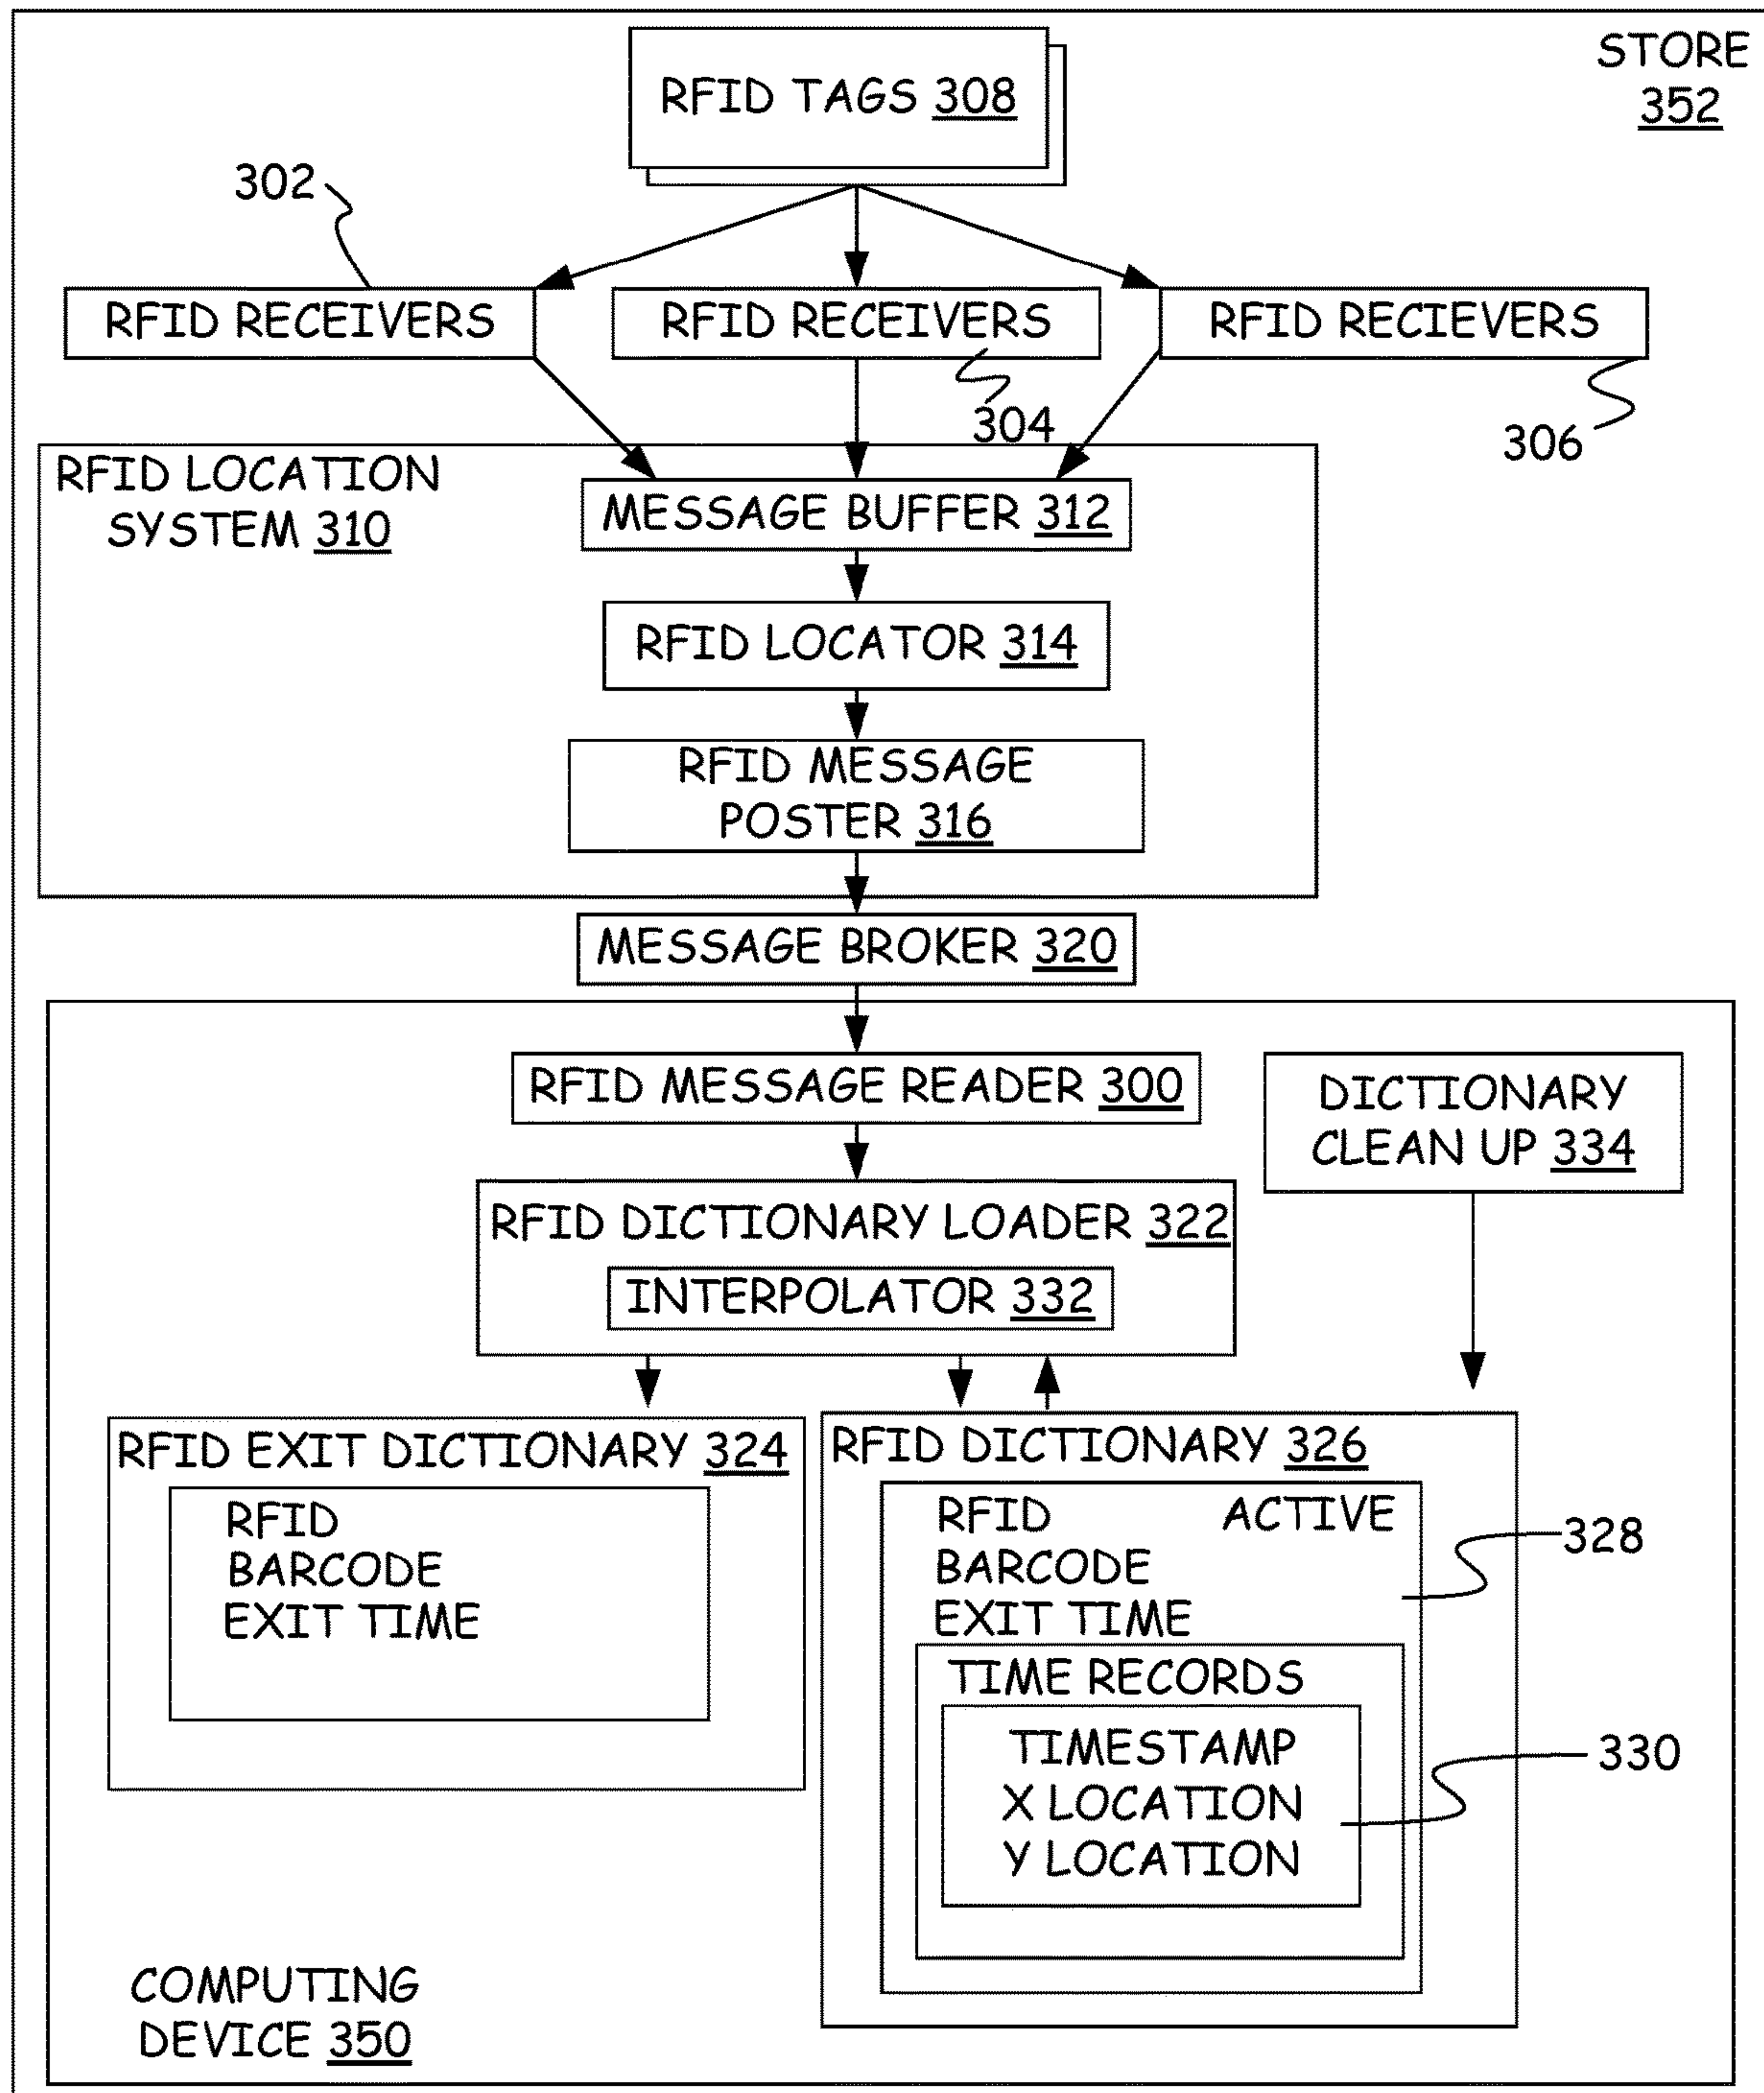 STORE
352
RFID TAGS 308
302
RFID RECEIVERS
RFID RECEIVERS
RFID RECIEVERS
304
306
RFID LOCATION
SYSTEM 310
MESSAGE BUFFER 312
RFID LOCATOR 314
RFID MESSAGE
POSTER 316
MESSAGE BROKER 320
RFID MESSAGE READER 300
DICTIONARY
CLEAN UP 334
RFID DICTIONARY LOADER 322
INTERPOLATOR 332
RFID EXIT DICTIONARY 324
RFID
BARCODE
EXIT TIME
RFID DICTIONARY 326
RFID ACTIVE
BARCODE
EXIT TIME
328
TIME RECORDS
TIMESTAMP
X LOCATION
Y LOCATION
330
COMPUTING
DEVICE 350